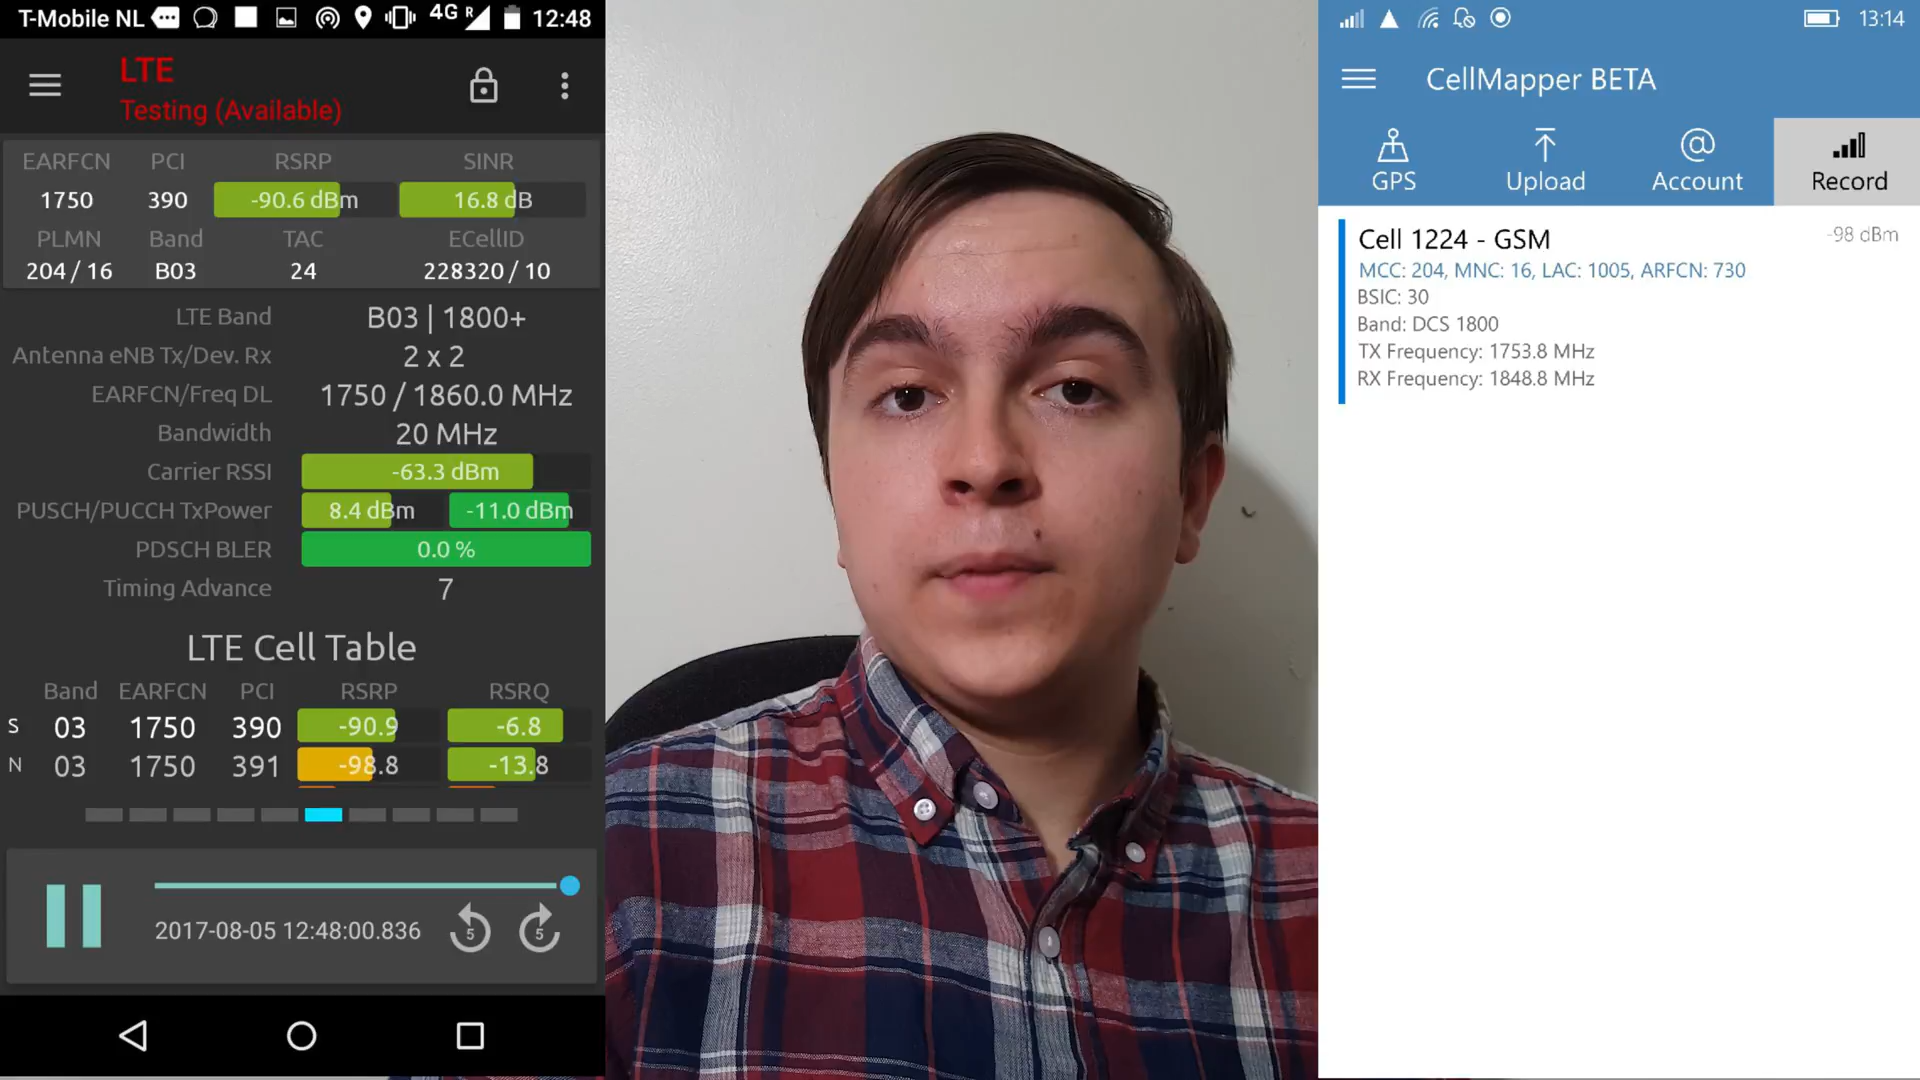 T-Mobile NL 4G R 12:48
LTE
Testing (Available)
EARFCN PCI RSRP SINR
1750 390 -90.6 dBm 16.8 dB
PLMN Band TAC ECellID
204 / 16 B03 24 228320 / 10
LTE Band B03 | 1800+
Antenna eNB Tx/Dev. Rx 2 x 2
EARFCN/Freq DL 1750 / 1860.0 MHz
Bandwidth 20 MHz
Carrier RSSI -63.3 dBm
PUSCH/PUCCH TxPower 8.4 dBm -11.0 dBm
PDSCH BLER 0.0 %
Timing Advance 7
LTE Cell Table
Band EARFCN PCI RSRP RSRQ
S 03 1750 390 -90.9 -6.8
N 03 1750 391 -98.8 -13.8
2017-08-05 12:48:00.836 5 5
13:14
CellMapper BETA
GPS Upload Account Record
Cell 1224 - GSM -98 dBm
MCC: 204, MNC: 16, LAC: 1005, ARFCN: 730
BSIC: 30
Band: DCS 1800
TX Frequency: 1753.8 MHz
RX Frequency: 1848.8 MHz